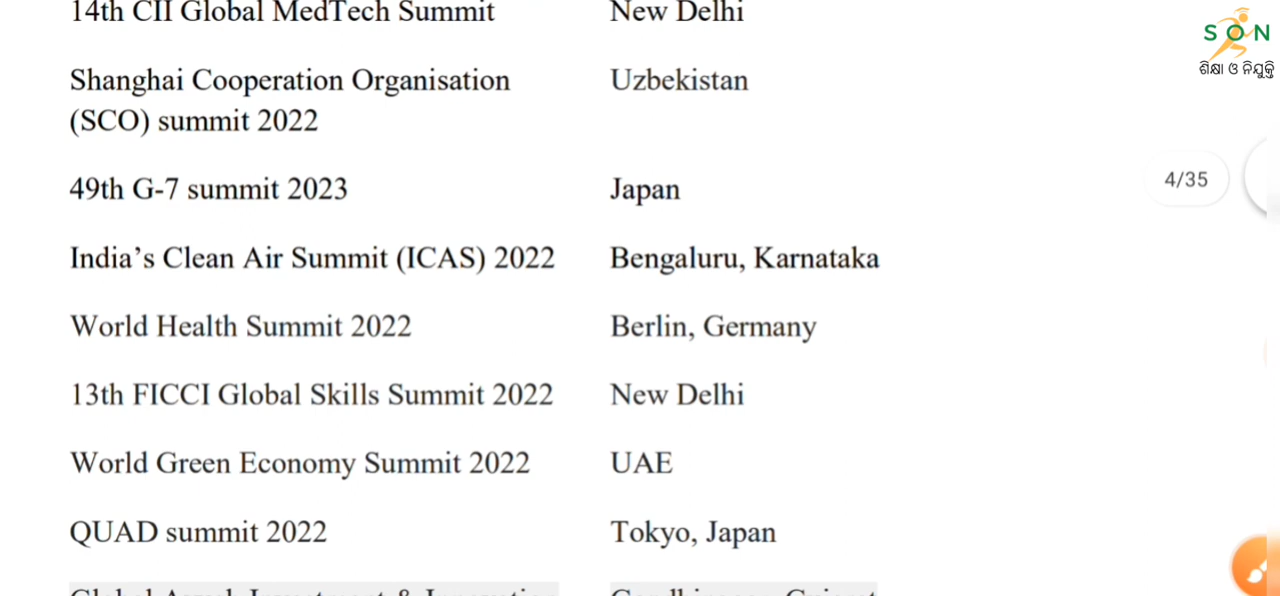 14th CII Global MedTech Summit New Delhi
Shanghai Cooperation Organisation Uzbekistan
(SCO) summit 2022
49th G-7 summit 2023 Japan
India’s Clean Air Summit (ICAS) 2022 Bengaluru, Karnataka
World Health Summit 2022 Berlin, Germany
13th FICCI Global Skills Summit 2022 New Delhi
World Green Economy Summit 2022 UAE
QUAD summit 2022 Tokyo, Japan
SON
ଶିକ୍ଷା ଓ ନିଯୁକ୍ତି
4/35